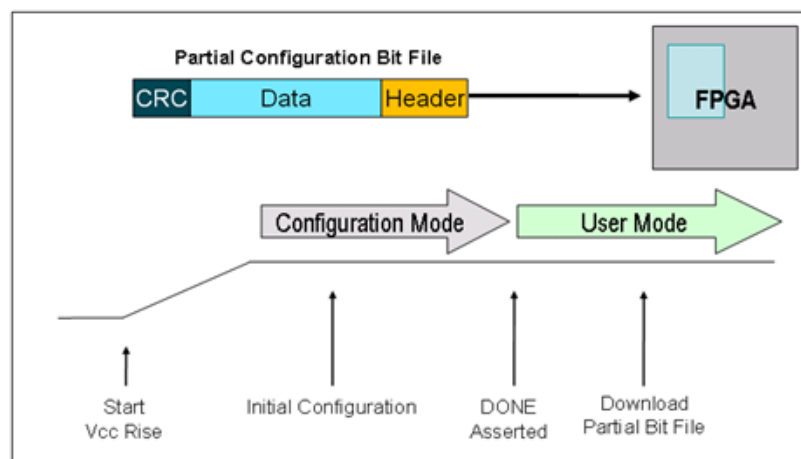 Partial Configuration Bit File
CRC Data Header
FPGA
Configuration Mode
User Mode
Start
Vcc Rise
Initial Configuration
DONE
Asserted
Download
Partial Bit File